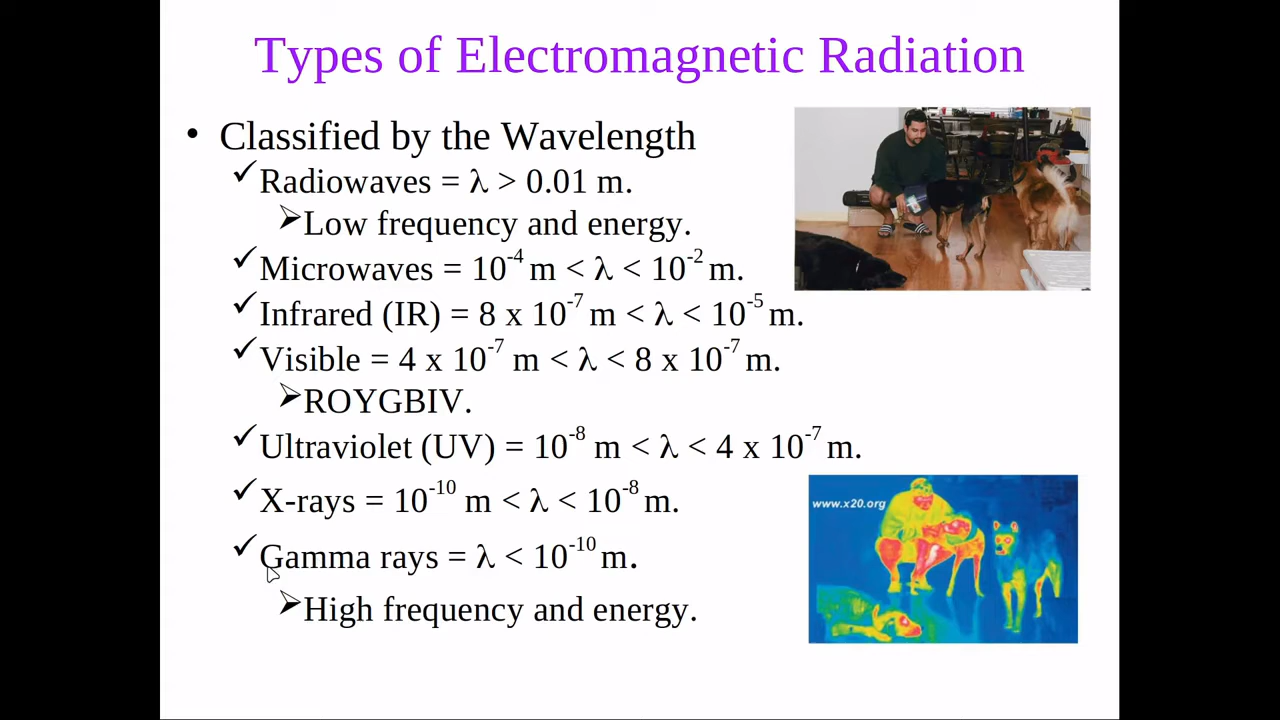 Types of Electromagnetic Radiation
• Classified by the Wavelength
✓Radiowaves = λ > 0.01 m.
➢Low frequency and energy.
✓Microwaves = 10⁻⁴ m < λ < 10⁻² m.
✓Infrared (IR) = 8 x 10⁻⁷ m < λ < 10⁻⁵ m.
✓Visible = 4 x 10⁻⁷ m < λ < 8 x 10⁻⁷ m.
➢ROYGBIV.
✓Ultraviolet (UV) = 10⁻⁸ m < λ < 4 x 10⁻⁷ m.
✓X-rays = 10⁻¹⁰ m < λ < 10⁻⁸ m.
✓Gamma rays = λ < 10⁻¹⁰ m.
➢High frequency and energy.
www.x20.org